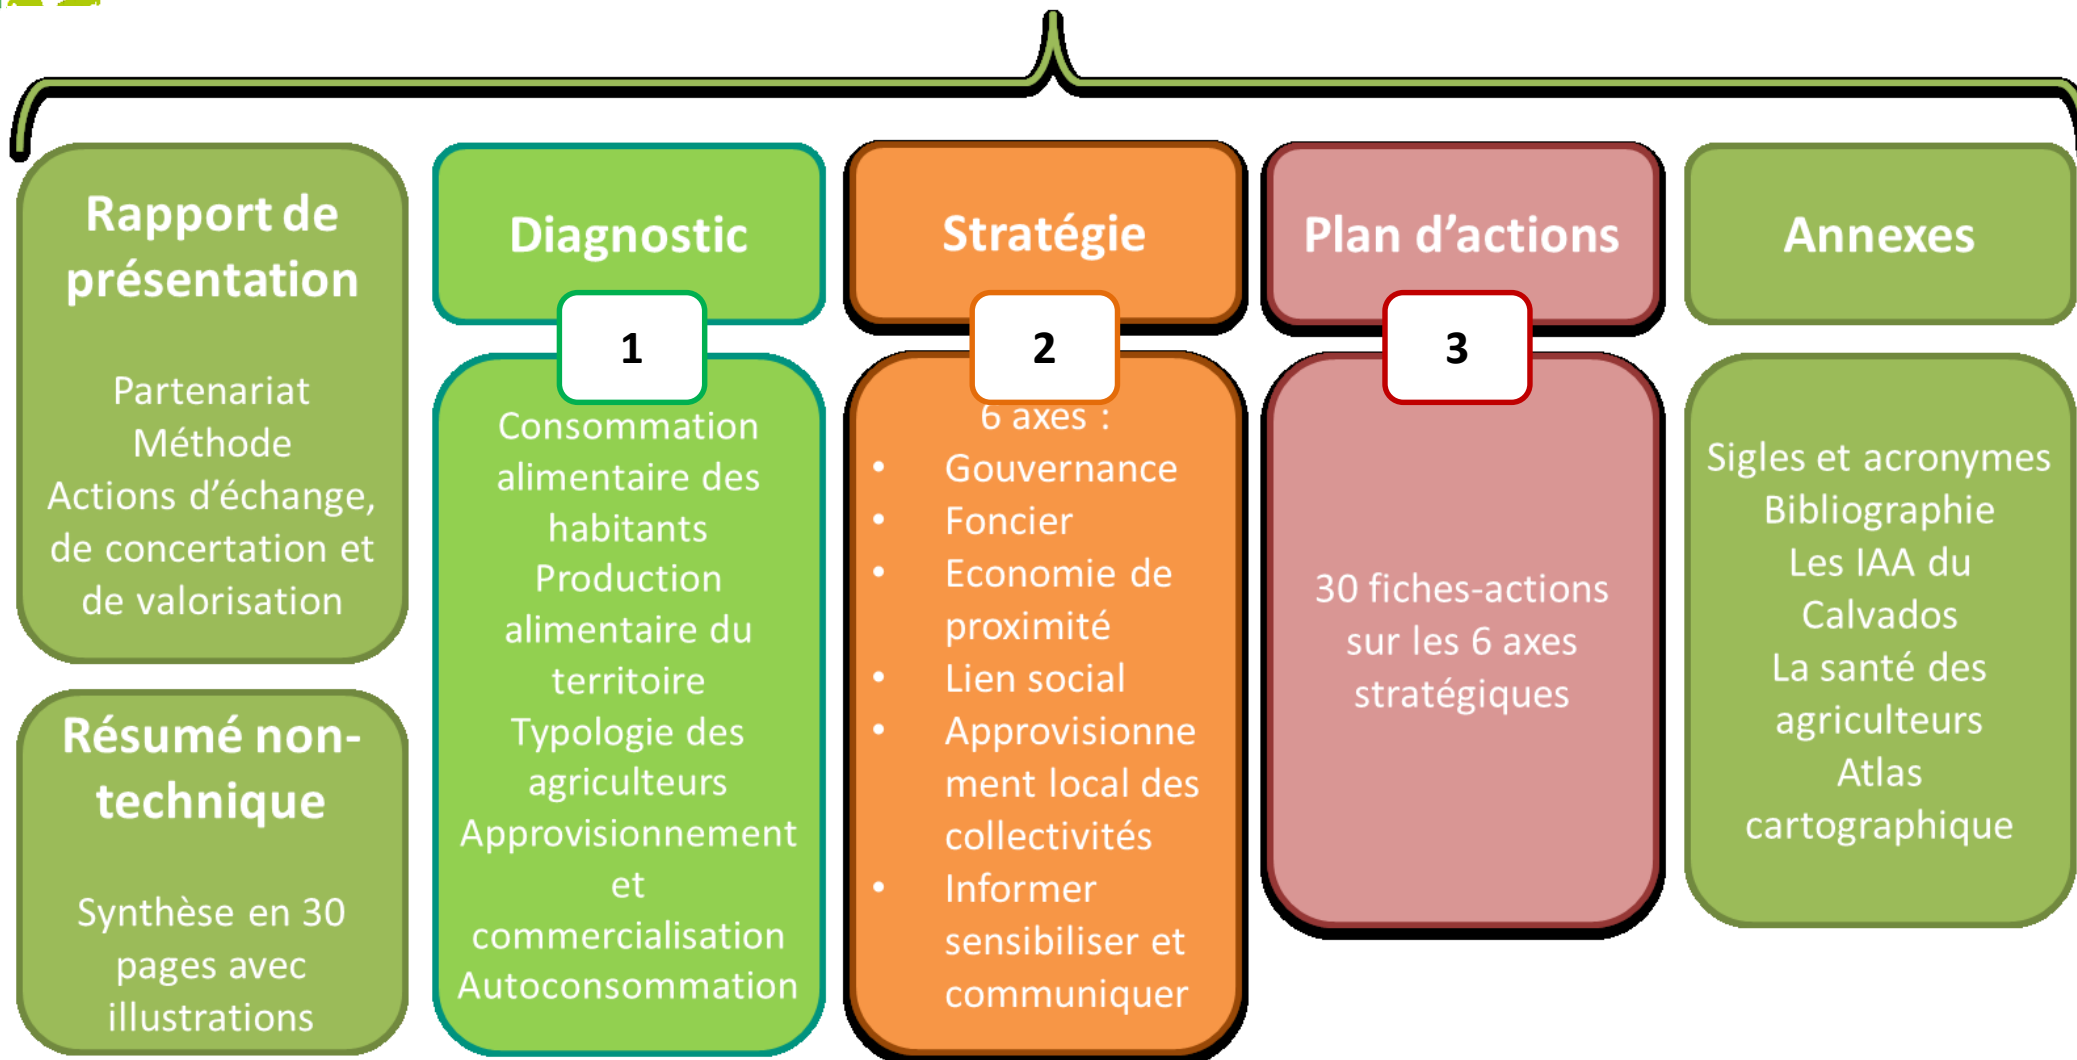 Rapport de
présentation
Partenariat
Méthode
Actions d’échange,
de concertation et
de valorisation
Résumé non-
technique
Synthèse en 30
pages avec
illustrations
Diagnostic
1
Consommation
alimentaire des
habitants
Production
alimentaire du
territoire
Typologie des
agriculteurs
Approvisionnement
et
commercialisation
Autoconsommation
Stratégie
2
6 axes :
• Gouvernance
• Foncier
• Economie de
proximité
• Lien social
• Approvisionne
ment local des
collectivités
• Informer
sensibiliser et
communiquer
Plan d’actions
3
30 fiches-actions
sur les 6 axes
stratégiques
Annexes
Sigles et acronymes
Bibliographie
Les IAA du
Calvados
La santé des
agriculteurs
Atlas
cartographique